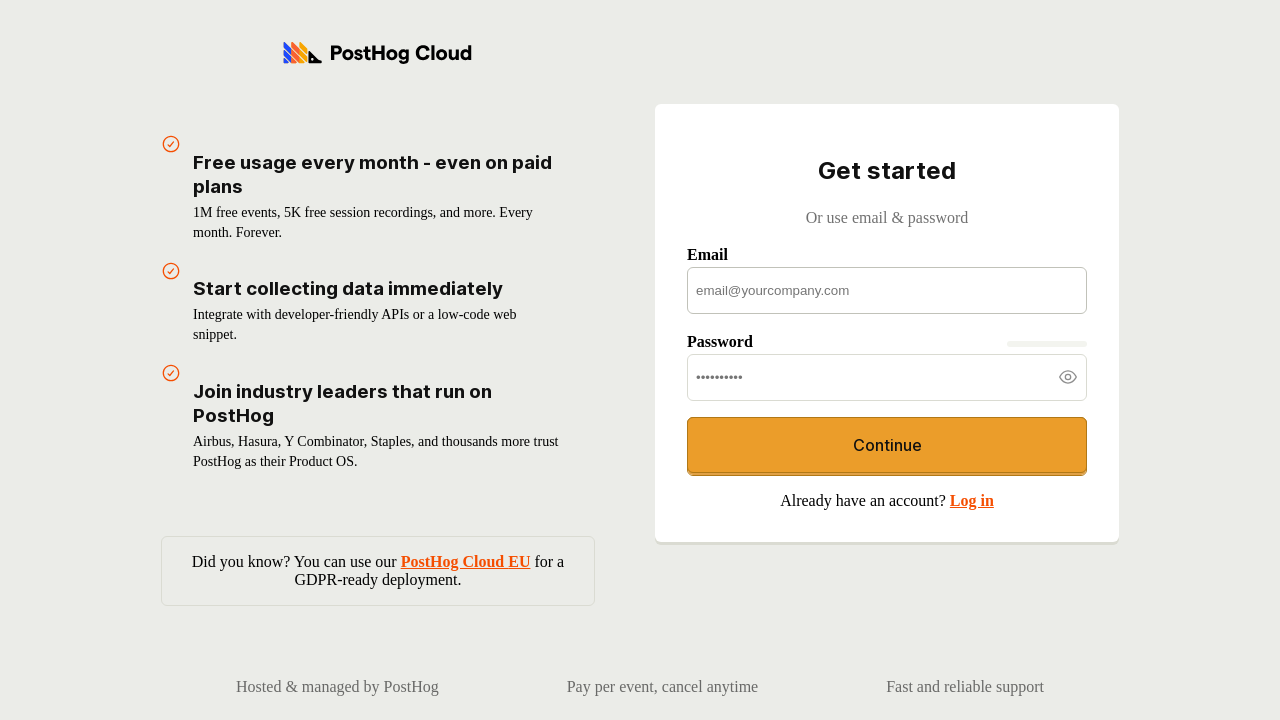 PostHog Cloud
Free usage every month - even on paid
plans
1M free events, 5K free session recordings, and more. Every
month. Forever.
Start collecting data immediately
Integrate with developer-friendly APIs or a low-code web
snippet.
Join industry leaders that run on
PostHog
Airbus, Hasura, Y Combinator, Staples, and thousands more trust
PostHog as their Product OS.
Did you know? You can use our PostHog Cloud EU for a
GDPR-ready deployment.
Get started
Or use email & password
Email
email@yourcompany.com
Password
••••••••••
Continue
Already have an account? Log in
Hosted & managed by PostHog
Pay per event, cancel anytime
Fast and reliable support